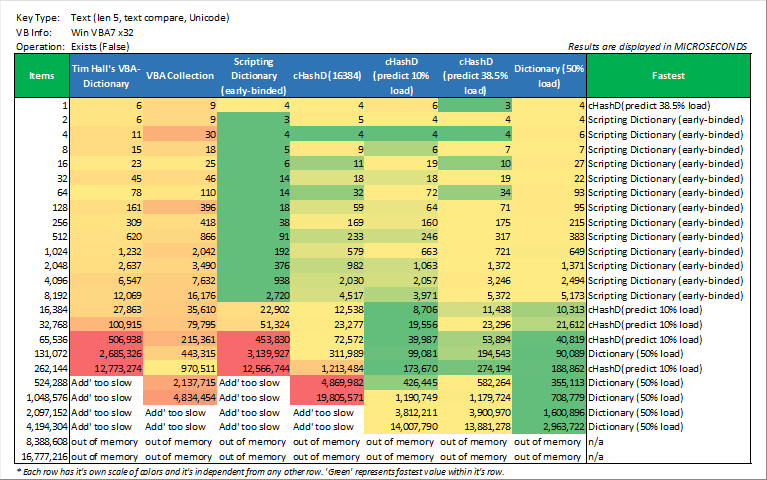 Key Type: Text (len 5, text compare, Unicode)
VB Info: Win VBA7 x32
Operation: Exists (False)
Results are displayed in MICROSECONDS
Items Tim Hall's VBA-Dictionary VBA Collection Scripting Dictionary (early-binded) cHashD(16384) cHashD (predict 10% load) cHashD (predict 38.5% load) Dictionary (50% load) Fastest
1 6 9 4 4 6 3 4 cHashD(predict 38.5% load)
2 6 9 3 5 4 4 4 Scripting Dictionary (early-binded)
4 11 30 4 4 4 4 6 Scripting Dictionary (early-binded)
8 15 18 5 9 6 7 7 Scripting Dictionary (early-binded)
16 23 25 6 11 19 10 27 Scripting Dictionary (early-binded)
32 45 46 14 18 18 19 22 Scripting Dictionary (early-binded)
64 78 110 14 32 72 34 93 Scripting Dictionary (early-binded)
128 161 396 18 59 64 71 95 Scripting Dictionary (early-binded)
256 309 418 38 169 160 175 215 Scripting Dictionary (early-binded)
512 620 866 91 233 246 317 383 Scripting Dictionary (early-binded)
1,024 1,232 2,042 192 579 663 721 649 Scripting Dictionary (early-binded)
2,048 2,637 3,490 376 982 1,063 1,372 1,371 Scripting Dictionary (early-binded)
4,096 6,547 7,632 938 2,030 2,057 3,246 2,494 Scripting Dictionary (early-binded)
8,192 12,069 16,176 2,720 4,517 3,971 5,372 5,173 Scripting Dictionary (early-binded)
16,384 27,863 35,610 22,902 12,538 8,706 11,438 10,313 cHashD(predict 10% load)
32,768 100,915 79,795 51,324 23,277 19,556 23,296 21,612 cHashD(predict 10% load)
65,536 506,938 215,361 453,830 72,572 39,987 53,894 40,819 cHashD(predict 10% load)
131,072 2,685,326 443,315 3,139,927 311,989 99,081 194,543 90,089 Dictionary (50% load)
262,144 12,773,274 970,511 12,566,744 1,213,484 173,670 274,194 188,862 cHashD(predict 10% load)
524,288 Add' too slow 2,137,715 Add' too slow 4,869,982 426,445 582,264 355,113 Dictionary (50% load)
1,048,576 Add' too slow 4,834,454 Add' too slow 19,805,571 1,190,749 1,179,724 708,779 Dictionary (50% load)
2,097,152 Add' too slow Add' too slow Add' too slow Add' too slow 3,812,211 3,900,970 1,600,896 Dictionary (50% load)
4,194,304 Add' too slow Add' too slow Add' too slow Add' too slow 14,007,790 13,881,278 2,963,722 Dictionary (50% load)
8,388,608 out of memory out of memory out of memory out of memory out of memory out of memory out of memory n/a
16,777,216 out of memory out of memory out of memory out of memory out of memory out of memory out of memory n/a
* Each row has it's own scale of colors and it's independent from any other row. 'Green' represents fastest value within it's row.